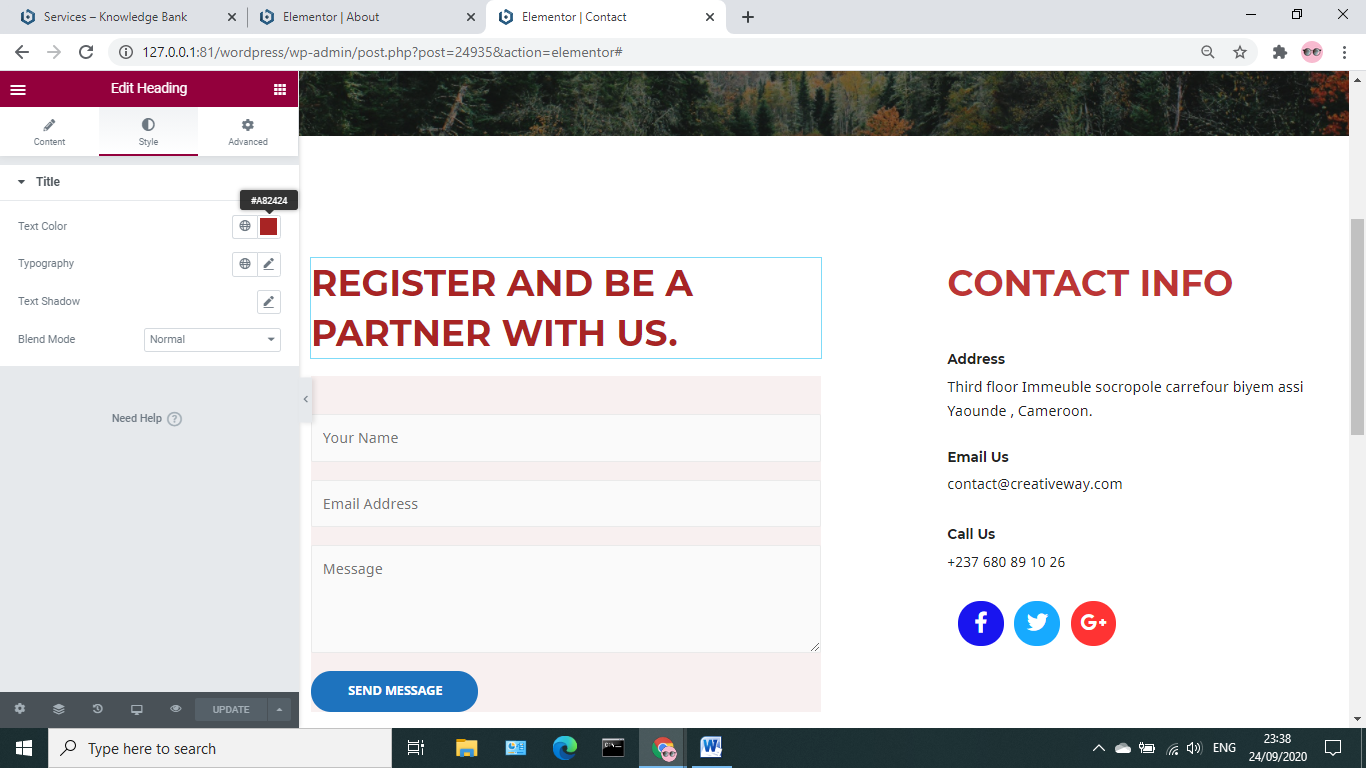 Services – Knowledge Bank
Elementor | About
Elementor | Contact
127.0.0.1:81/wordpress/wp-admin/post.php?post=24935&action=elementor#
Edit Heading
Content
Style
Advanced
Title
#A82424
Text Color
Typography
Text Shadow
Blend Mode
Normal
Need Help
UPDATE
REGISTER AND BE A
PARTNER WITH US.
Your Name
Email Address
Message
SEND MESSAGE
CONTACT INFO
Address
Third floor Immeuble socropole carrefour biyem assi
Yaounde , Cameroon.
Email Us
contact@creativeway.com
Call Us
+237 680 89 10 26
Type here to search
ENG
23:38
24/09/2020